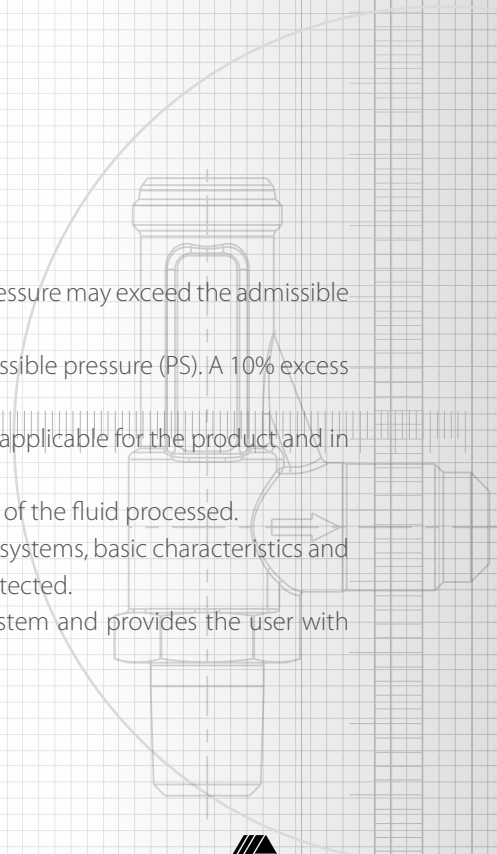 essure may exceed the admissible
ssible pressure (PS). A 10% excess
applicable for the product and in
of the fluid processed.
systems, basic characteristics and
tected.
stem and provides the user with